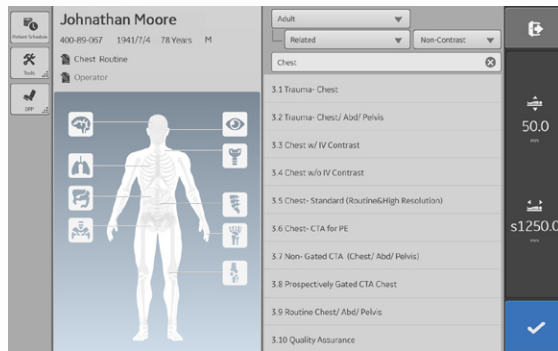 Patient Schedule
Tools
Johnathan Moore
400-89-067 1941/7/4 78 Years M
Chest Routine
Operator
Adult
Related
Non-Contrast
Chest
3.1 Trauma- Chest
3.2 Trauma- Chest/ Abd/ Pelvis
3.3 Chest w/ IV Contrast
3.4 Chest w/o IV Contrast
3.5 Chest- Standard (Routine&High Resolution)
3.6 Chest- CTA for PE
3.7 Non- Gated CTA (Chest/ Abd/ Pelvis)
3.8 Prospectively Gated CTA Chest
3.9 Routine Chest/ Abd/ Pelvis
3.10 Quality Assurance
50.0
mm
s1250.0
mm